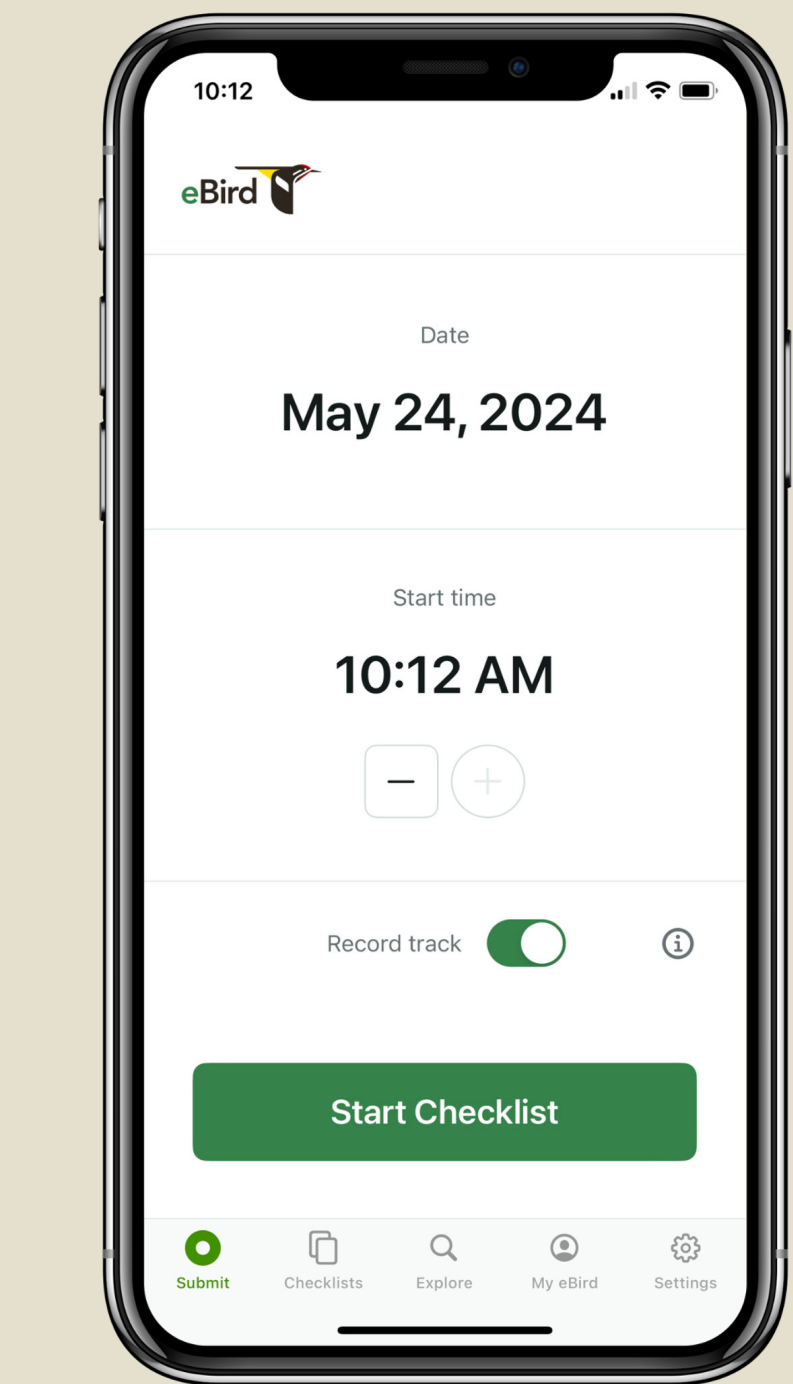 10:12
eBird
Date
May 24, 2024
Start time
10:12 AM
Record track
Start Checklist
Submit
Checklists
Explore
My eBird
Settings